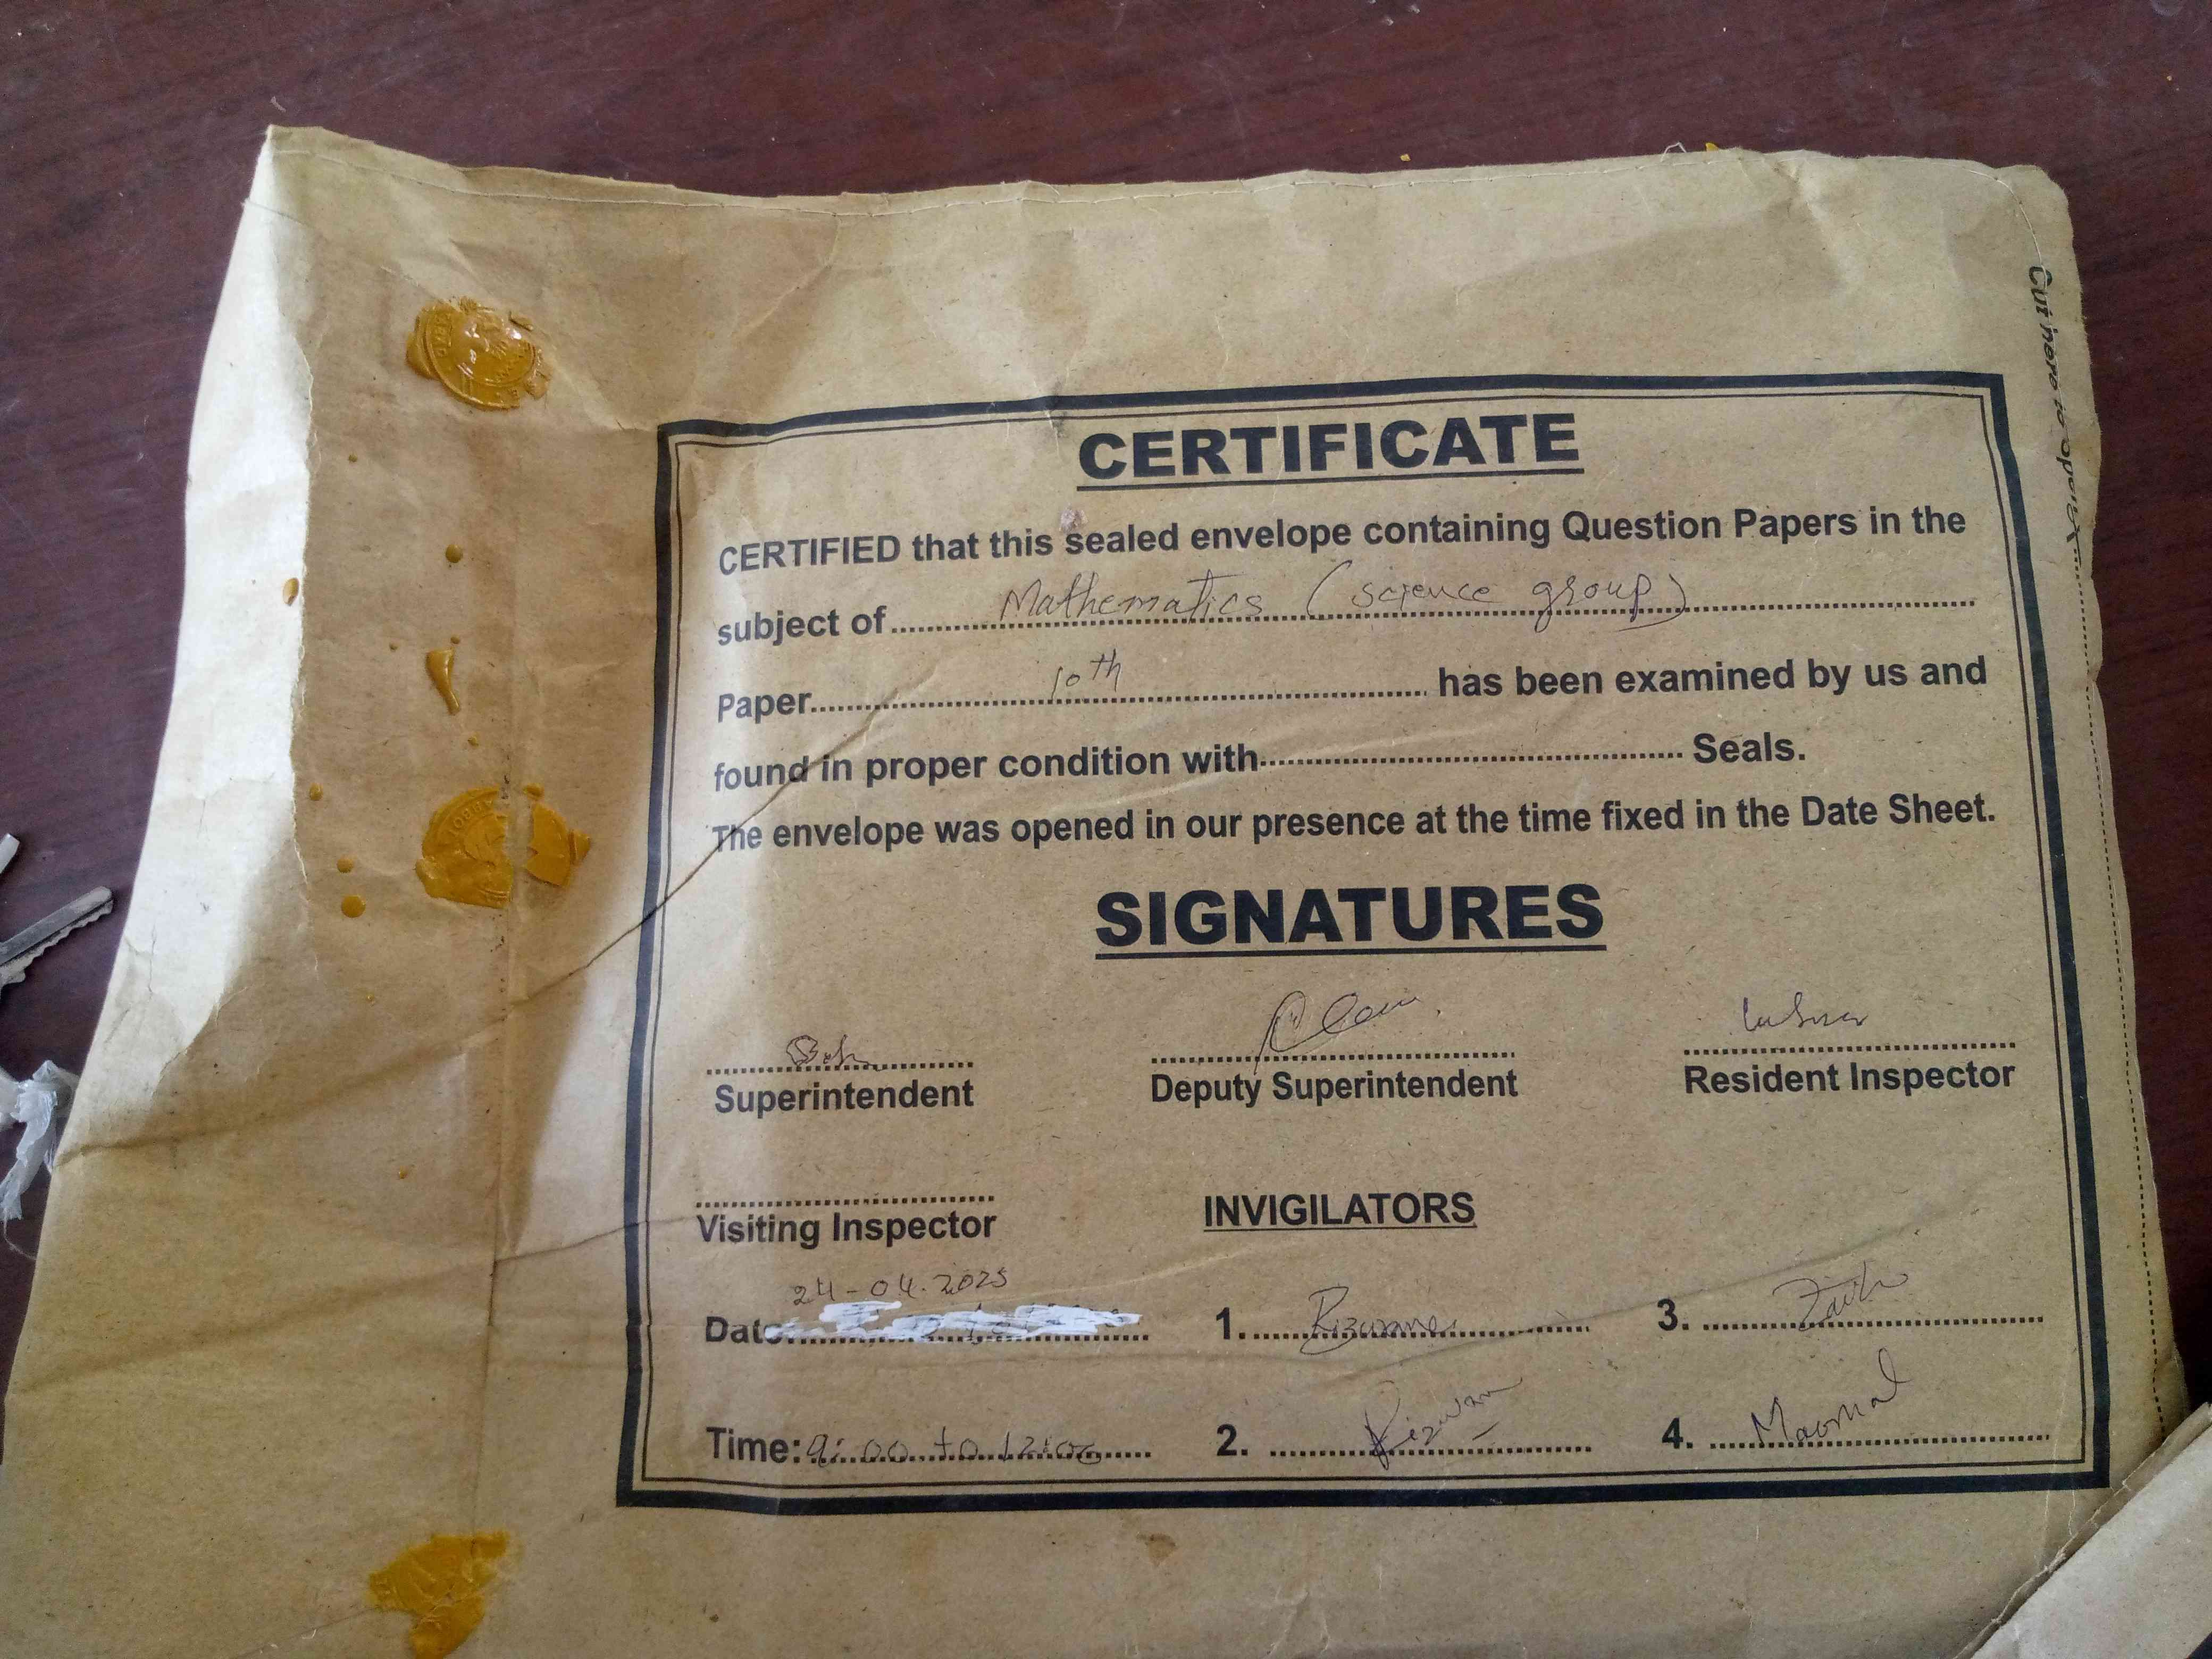 Cut here to open
CERTIFICATE
CERTIFIED that this sealed envelope containing Question Papers in the
subject of Mathematics (science group)
Paper 10th has been examined by us and
found in proper condition with Seals.
The envelope was opened in our presence at the time fixed in the Date Sheet.
SIGNATURES
Superintendent
Deputy Superintendent
Resident Inspector
Visiting Inspector
INVIGILATORS
24-04.2025
Date:
1.
3.
Time: 9:00 to 12:00
2. Rizwan
4. Maomal